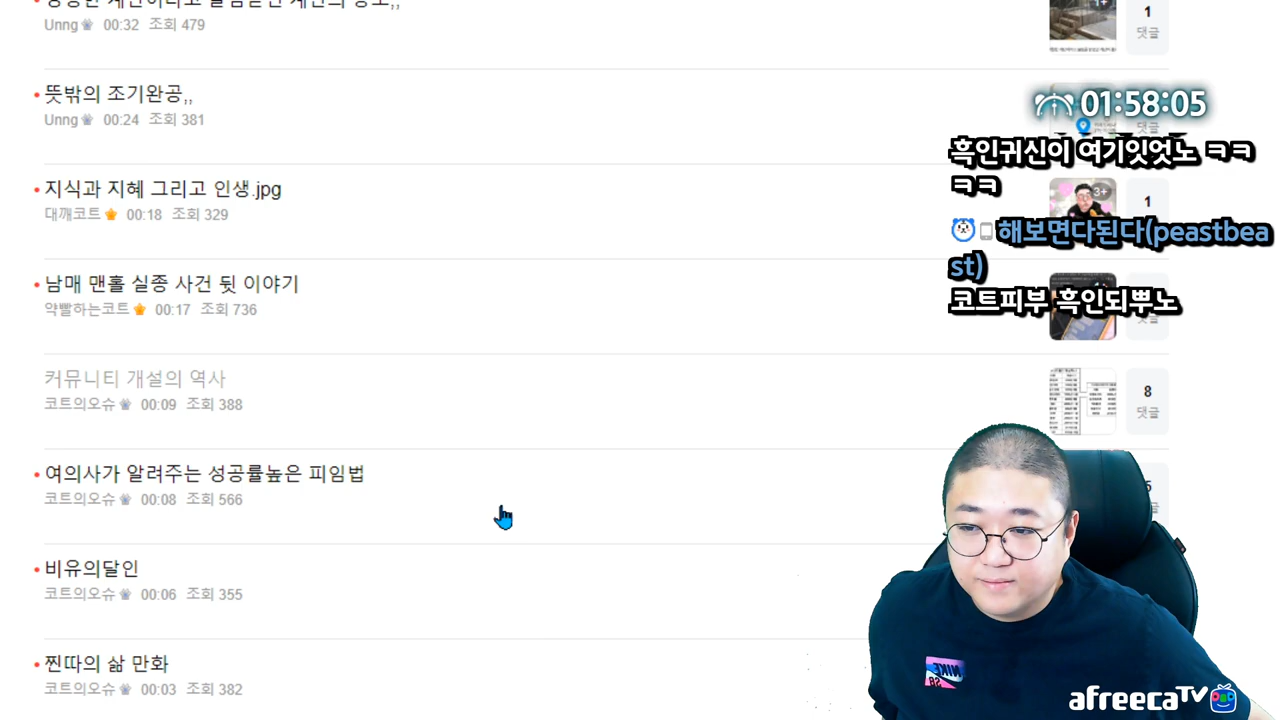 Unng 00:32 조회 479
1
댓글
뜻밖의 조기완공,,
Unng 00:24 조회 381
01:58:05
흑인귀신이 여기잇엇노 ㅋㅋ
ㅋㅋ
지식과 지혜 그리고 인생.jpg
대깨코트 00:18 조회 329
3+
1
해보면다된다(peastbea
st)
남매 맨홀 실종 사건 뒷 이야기
약빨하는코트 00:17 조회 736
코트피부 흑인되뿌노
커뮤니티 개설의 역사
코트의오슈 00:09 조회 388
8
댓글
여의사가 알려주는 성공률높은 피임법
코트의오슈 00:08 조회 566
비유의달인
코트의오슈 00:06 조회 355
찐따의 삶 만화
코트의오슈 00:03 조회 382
NIKE
SB
afreecaTV